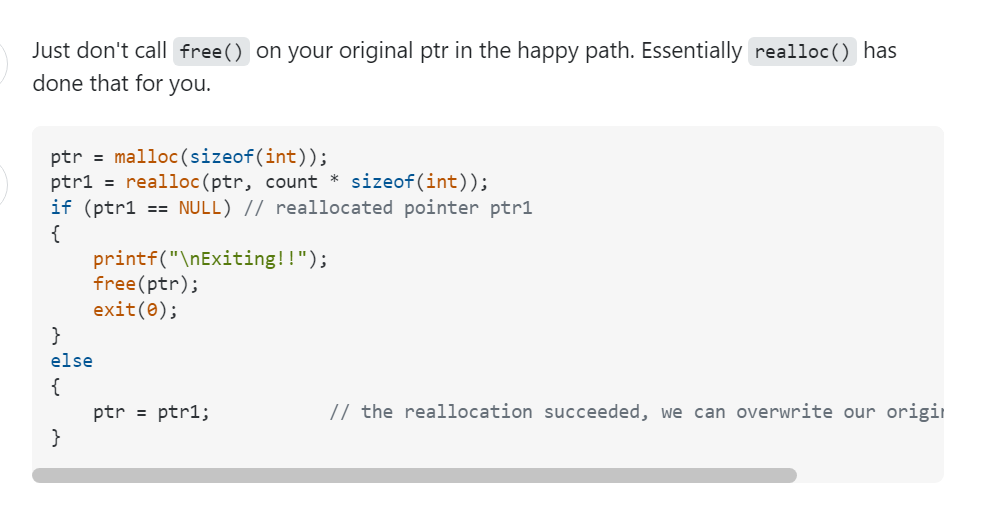 Just don't call free() on your original ptr in the happy path. Essentially realloc() has
done that for you.
ptr = malloc(sizeof(int));
ptr1 = realloc(ptr, count * sizeof(int));
if (ptr1 == NULL) // reallocated pointer ptr1
{
    printf("\nExiting!!");
    free(ptr);
    exit(0);
}
else
{
    ptr = ptr1;           // the reallocation succeeded, we can overwrite our
}